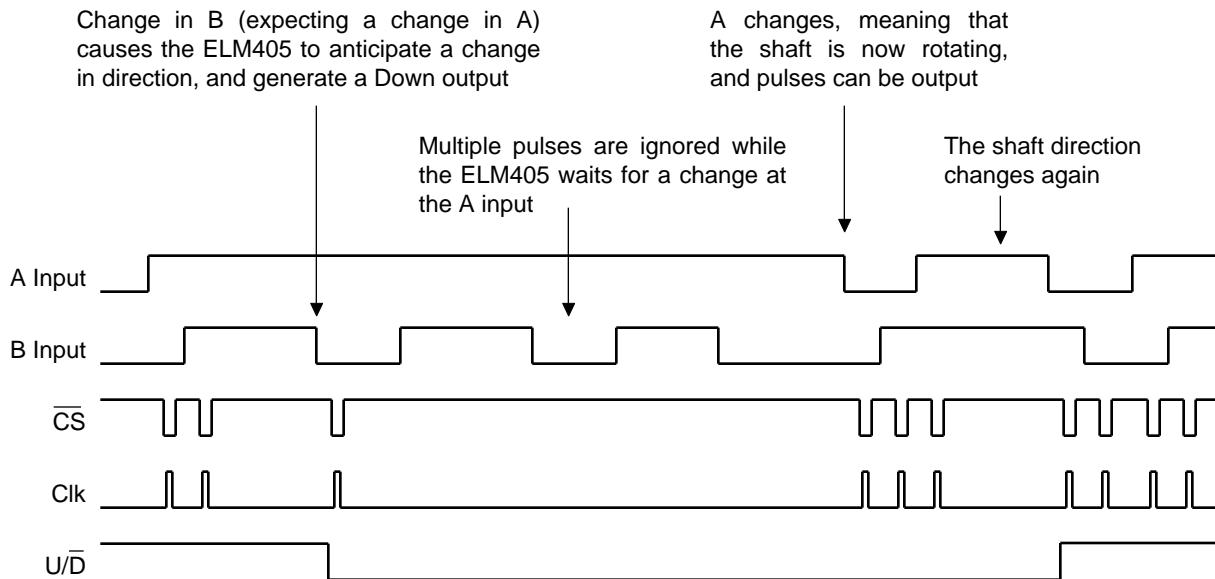 Change in B (expecting a change in A)
causes the ELM405 to anticipate a change
in direction, and generate a Down output
A changes, meaning that
the shaft is now rotating,
and pulses can be output
Multiple pulses are ignored while
the ELM405 waits for a change at
the A input
The shaft direction
changes again
A Input
B Input
C̅S̅
Clk
U/D̅